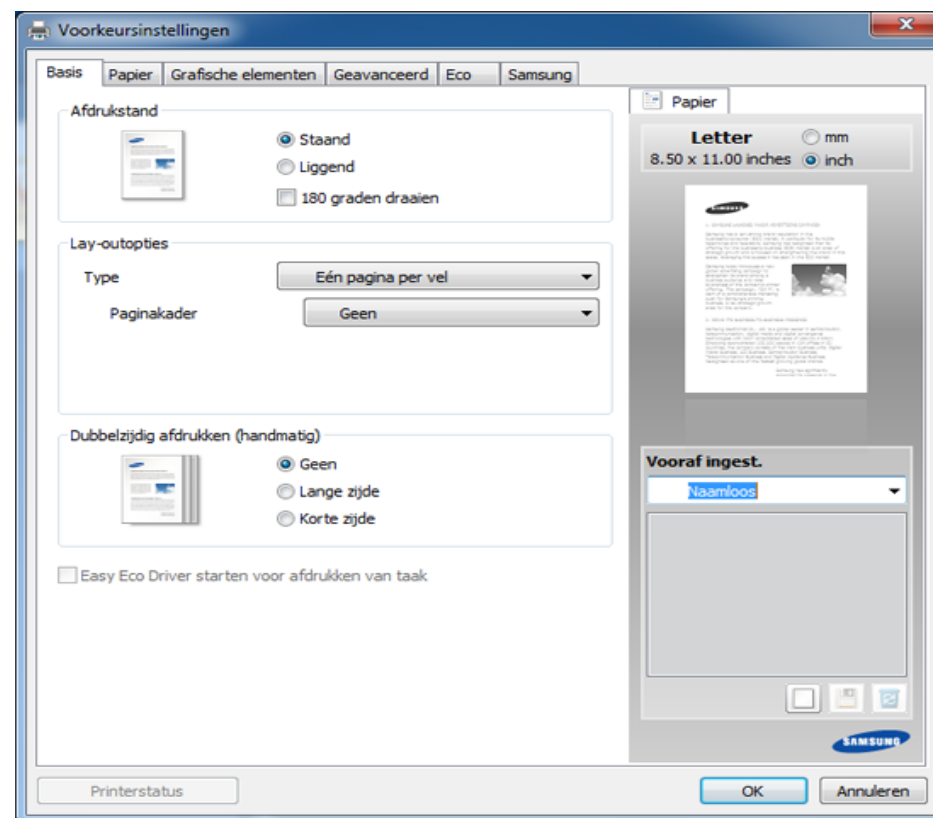 Voorkeursinstellingen
Basis Papier Grafische elementen Geavanceerd Eco Samsung
Afdrukstand
Staand
Liggend
180 graden draaien
Lay-outopties
Type Eén pagina per vel
Paginakader Geen
Dubbelzijdig afdrukken (handmatig)
Geen
Lange zijde
Korte zijde
Easy Eco Driver starten voor afdrukken van taak
Papier
Letter mm
8.50 x 11.00 inches inch
SAMSUNG
Vooraf ingest.
Naamloos
SAMSUNG
Printerstatus OK Annuleren